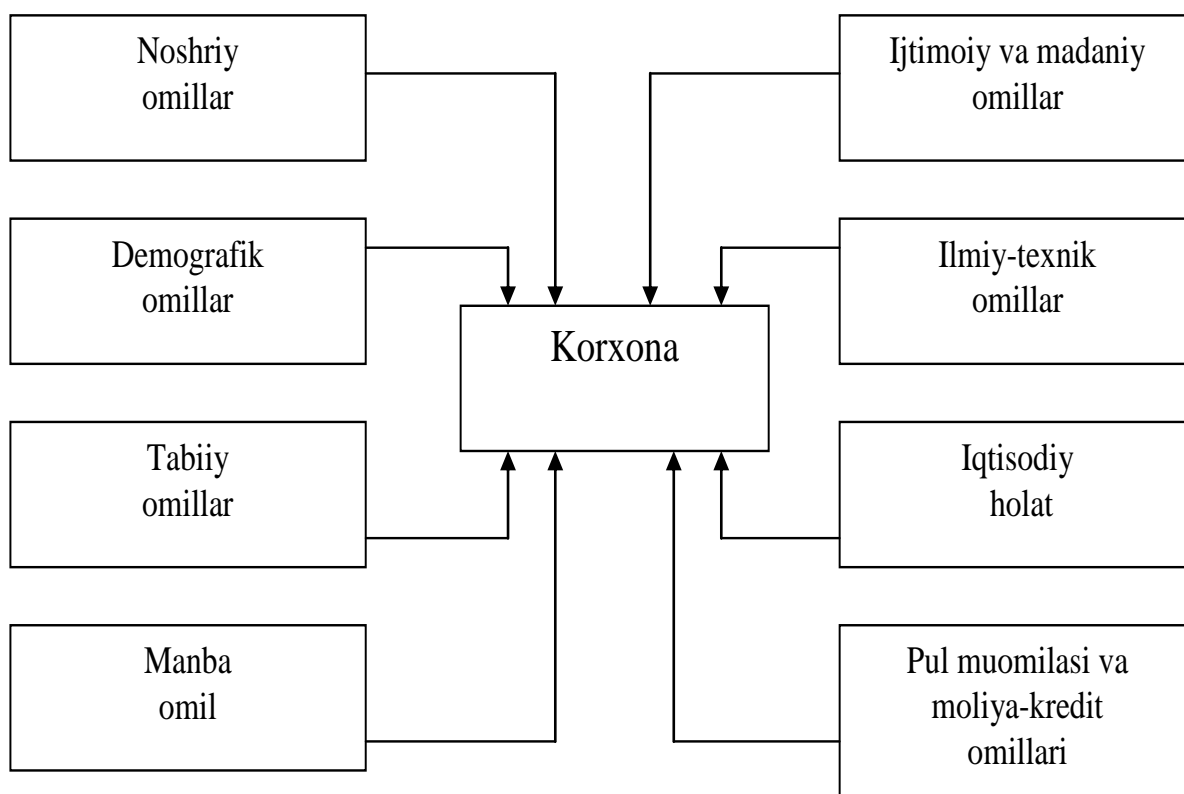 Noshriy
omillar
Ijtimoiy va madaniy
omillar
Demografik
omillar
Ilmiy-texnik
omillar
Korxona
Tabiiy
omillar
Iqtisodiy
holat
Manba
omil
Pul muomilasi va
moliya-kredit
omillari